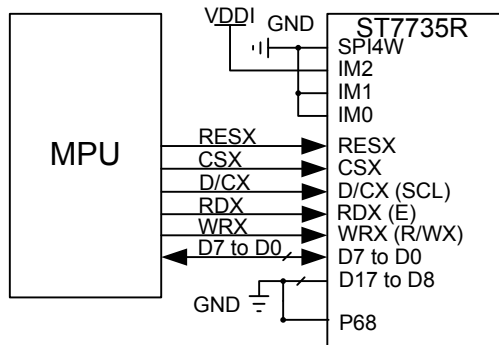 VDDI
GND
ST7735R
SPI4W
IM2
IM1
IM0
MPU
RESX
RESX
CSX
CSX
D/CX
D/CX (SCL)
RDX
RDX (E)
WRX
WRX (R/WX)
D7 to D0
D7 to D0
D17 to D8
GND
P68